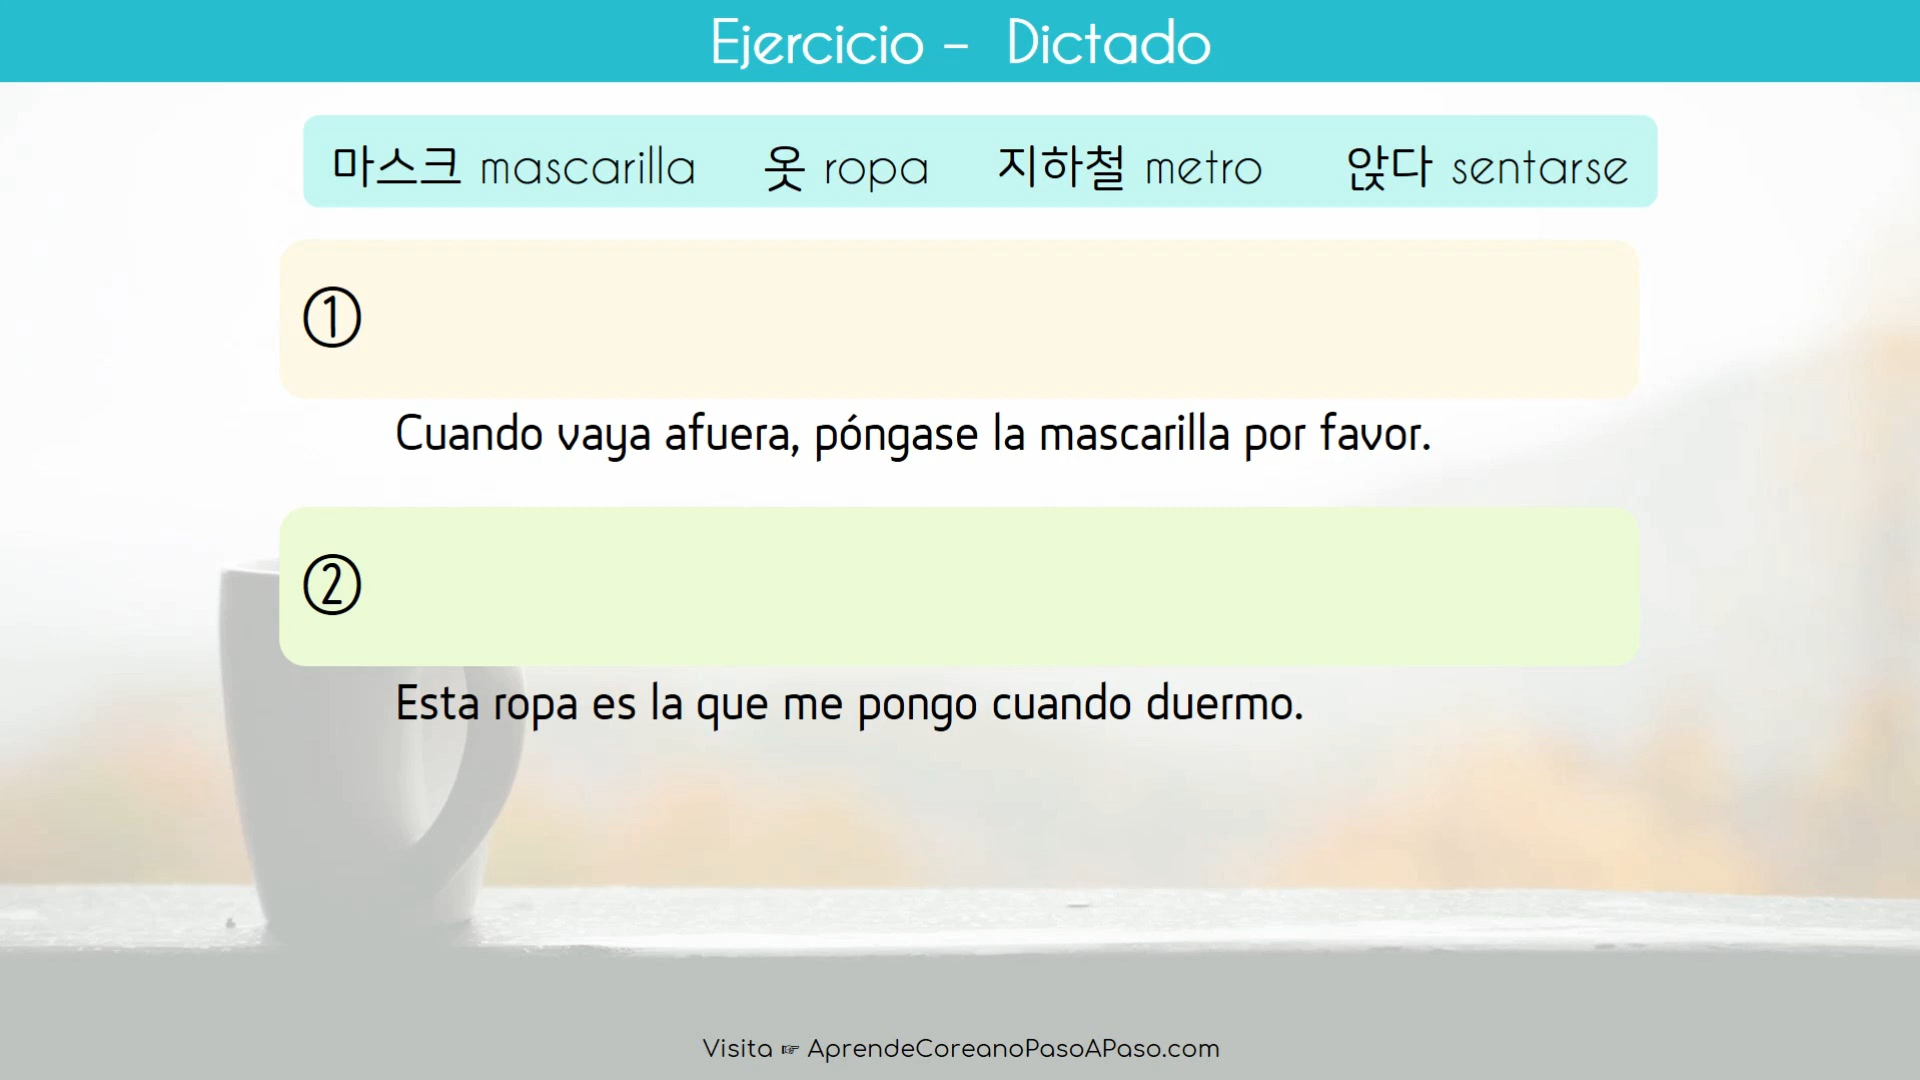 Ejercicio – Dictado
마스크 mascarilla 옷 ropa 지하철 metro 앉다 sentarse
①
Cuando vaya afuera, póngase la mascarilla por favor.
②
Esta ropa es la que me pongo cuando duermo.
Visita ☞ AprendeCoreanoPasoAPaso.com